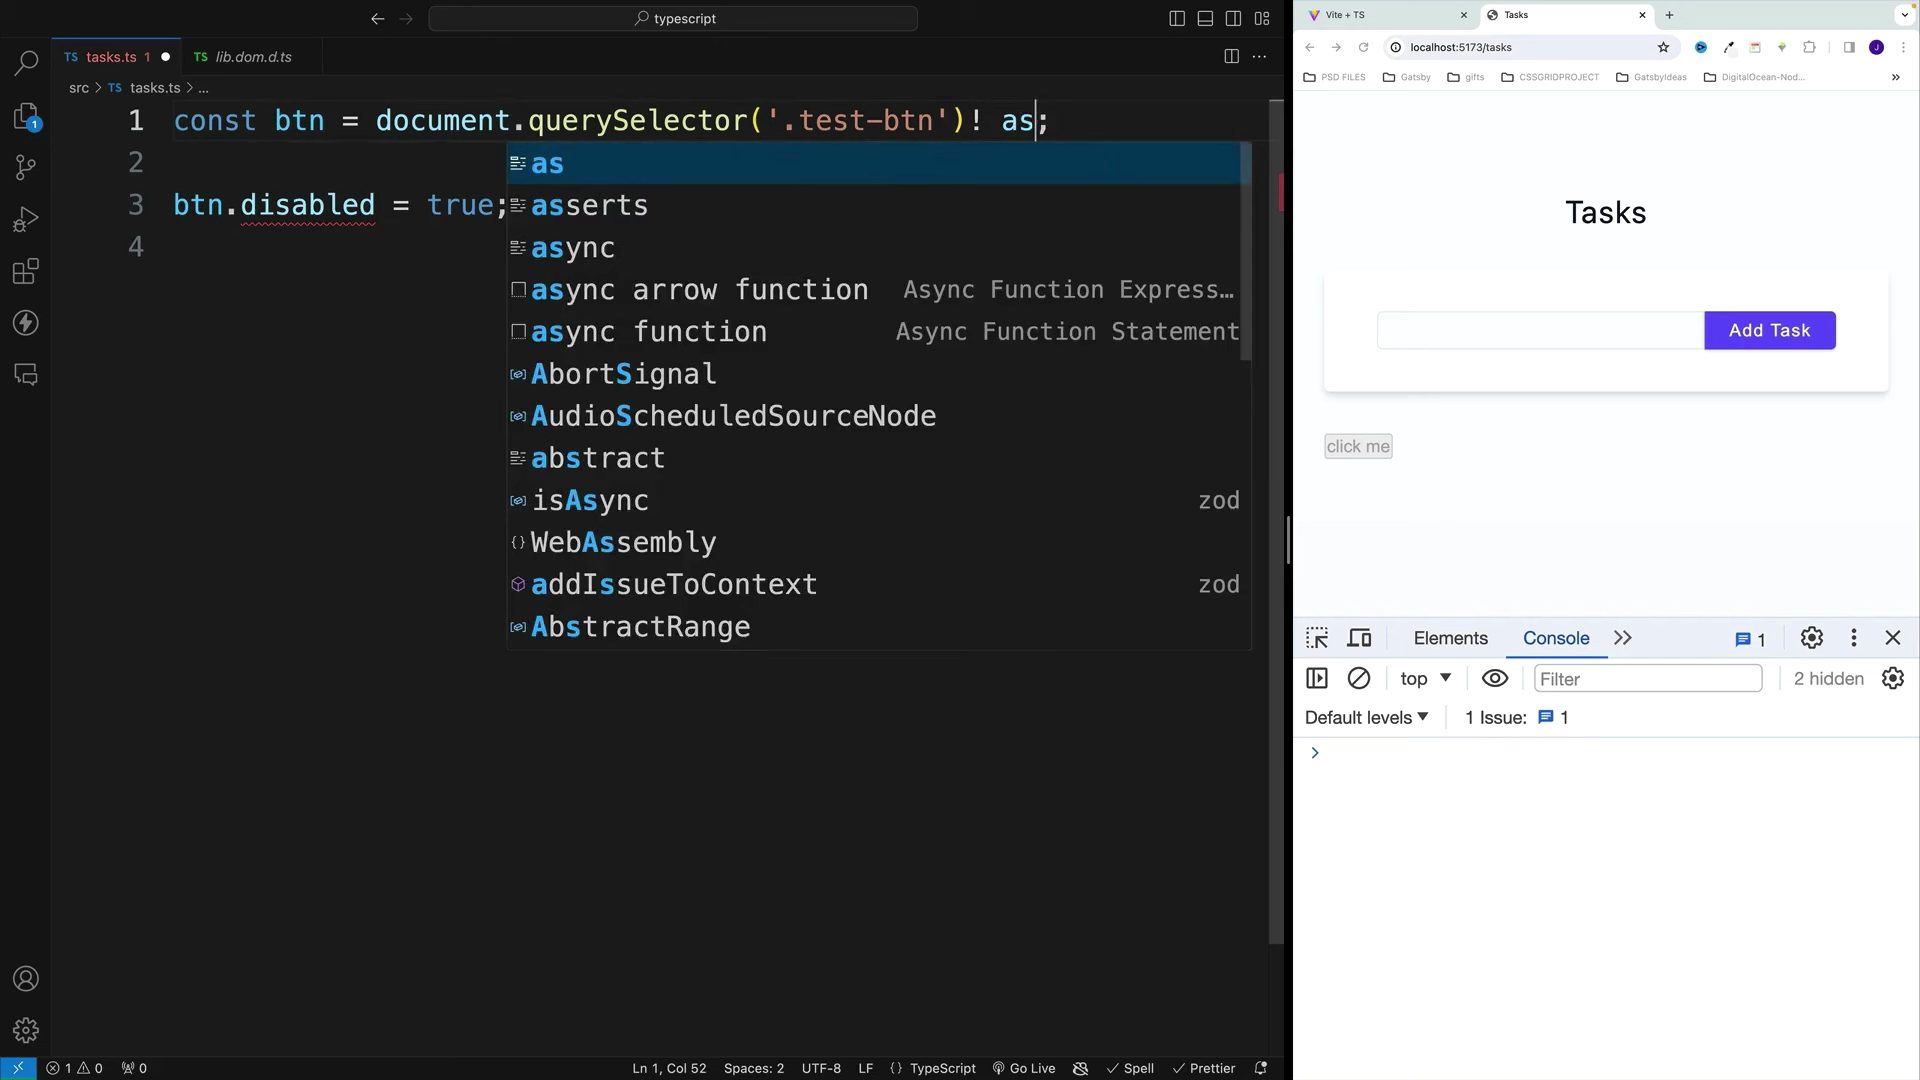 typescript
TS tasks.ts 1
TS lib.dom.d.ts
src > TS tasks.ts > ...
1 const btn = document.querySelector('.test-btn')! as;
2
3 btn.disabled = true;
4
as
asserts
async
async arrow function Async Function Express…
async function Async Function Statement
AbortSignal
AudioScheduledSourceNode
abstract
isAsync zod
WebAssembly
addIssueToContext zod
AbstractRange
1
1 0 0
Ln 1, Col 52 Spaces: 2 UTF-8 LF {} TypeScript Go Live Spell Prettier
Vite + TS
Tasks
localhost:5173/tasks
J
PSD FILES Gatsby gifts CSSGRIDPROJECT GatsbyIdeas DigitalOcean-Nod...
Tasks
Add Task
click me
Elements Console 1
top Filter 2 hidden
Default levels 1 Issue: 1